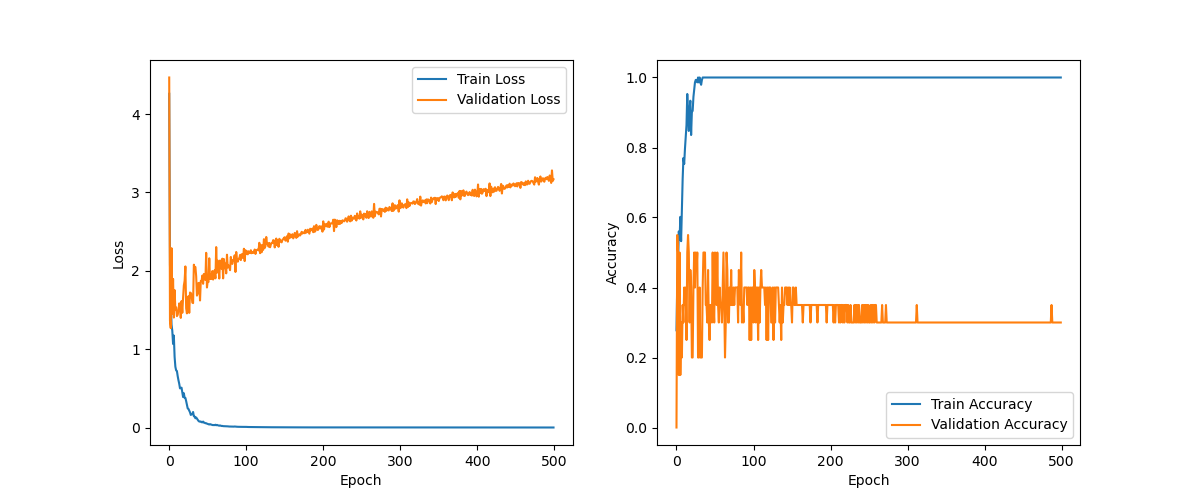 Train Loss
Validation Loss
Loss
4
3
2
1
0
0 100 200 300 400 500
Epoch
Accuracy
1.0
0.8
0.6
0.4
0.2
0.0
Train Accuracy
Validation Accuracy
0 100 200 300 400 500
Epoch